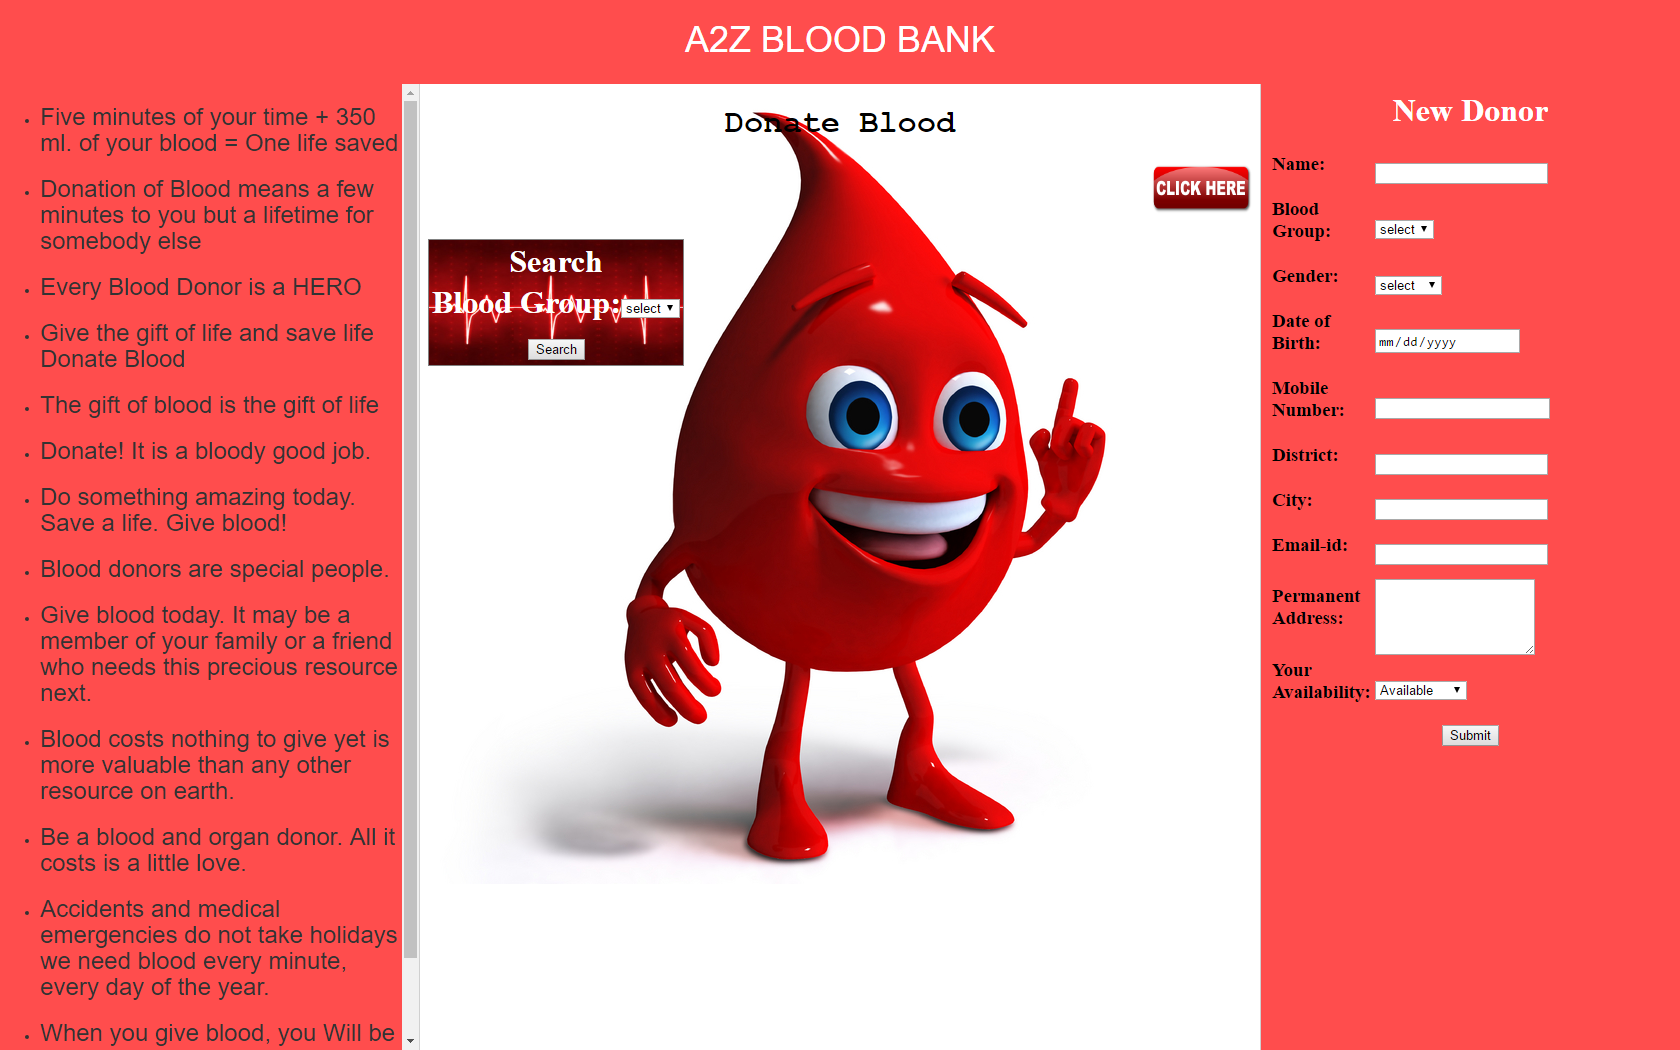 A2Z BLOOD BANK
Five minutes of your time + 350
ml. of your blood = One life saved
Donation of Blood means a few
minutes to you but a lifetime for
somebody else
Every Blood Donor is a HERO
Give the gift of life and save life
Donate Blood
The gift of blood is the gift of life
Donate! It is a bloody good job.
Do something amazing today.
Save a life. Give blood!
Blood donors are special people.
Give blood today. It may be a
member of your family or a friend
who needs this precious resource
next.
Blood costs nothing to give yet is
more valuable than any other
resource on earth.
Be a blood and organ donor. All it
costs is a little love.
Accidents and medical
emergencies do not take holidays
we need blood every minute,
every day of the year.
When you give blood, you Will be
Donate Blood
CLICK HERE
Search
Blood Group: select
Search
New Donor
Name:
Blood
Group: select
Gender: select
Date of
Birth: mm/dd/yyyy
Mobile
Number:
District:
City:
Email-id:
Permanent
Address:
Your
Availability: Available
Submit